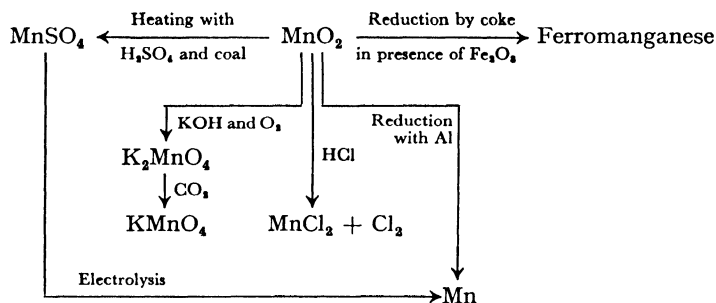 MnSO₄ Heating with H₂SO₄ and coal MnO₂ Reduction by coke in presence of Fe₂O₃ Ferromanganese
KOH and O₂
Reduction with Al
K₂MnO₄
HCl
CO₂
KMnO₄
MnCl₂ + Cl₂
Electrolysis
Mn